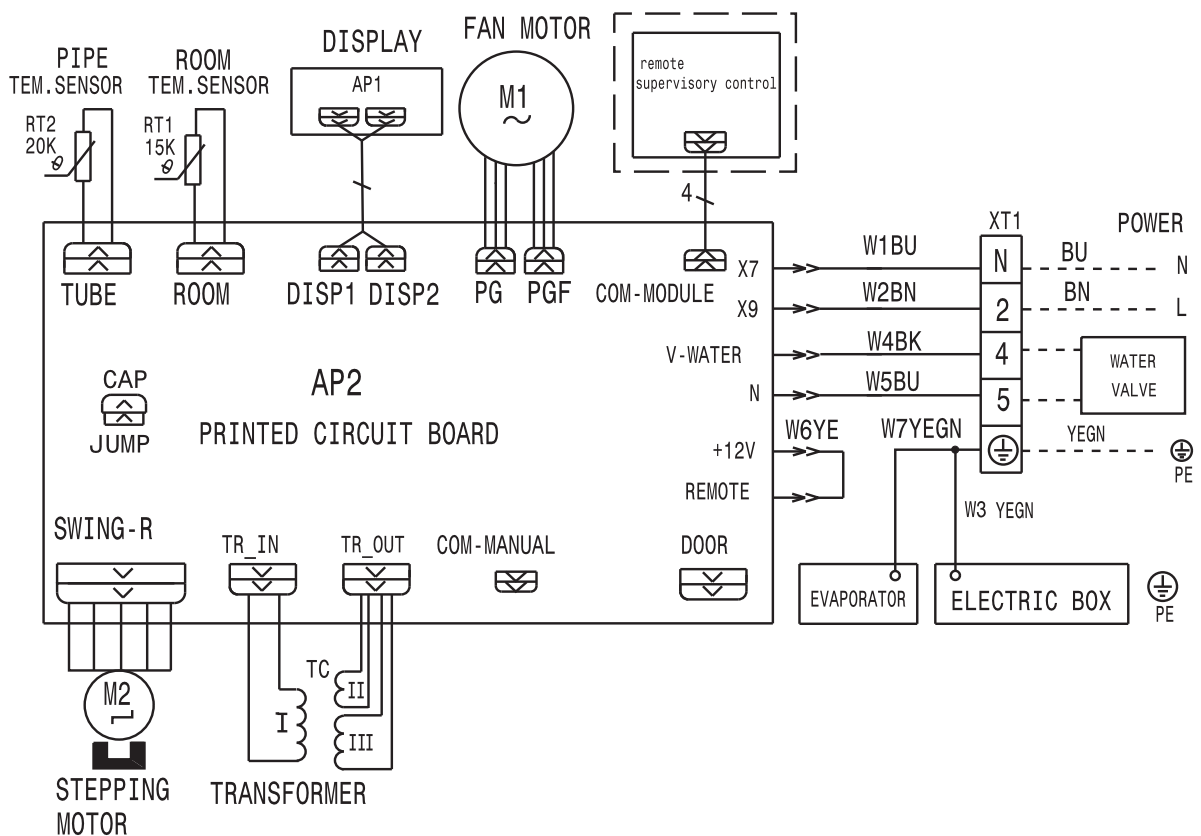 PIPE
TEM.SENSOR
ROOM
TEM.SENSOR
DISPLAY
FAN MOTOR
remote
supervisory control
RT2
20K
θ
RT1
15K
θ
AP1
M1
4
XT1
POWER
TUBE
ROOM
DISP1
DISP2
PG
PGF
COM-MODULE
X7
W1BU
N
BU
N
X9
W2BN
2
BN
L
V-WATER
W4BK
4
WATER
VALVE
N
W5BU
5
CAP
JUMP
AP2
PRINTED CIRCUIT BOARD
+12V
W6YE
W7YEGN
YEGN
PE
REMOTE
W3 YEGN
SWING-R
TR_IN
TR_OUT
COM-MANUAL
DOOR
EVAPORATOR
ELECTRIC BOX
PE
M2
I
TC
II
III
STEPPING
MOTOR
TRANSFORMER